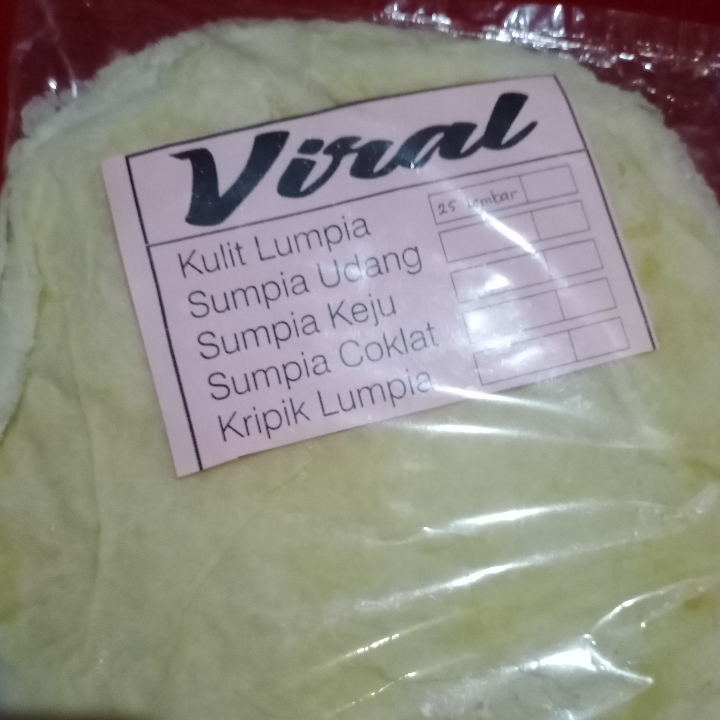 Viral
Kulit Lumpia 25 lembar
Sumpia Udang
Sumpia Keju
Sumpia Coklat
Kripik Lumpia